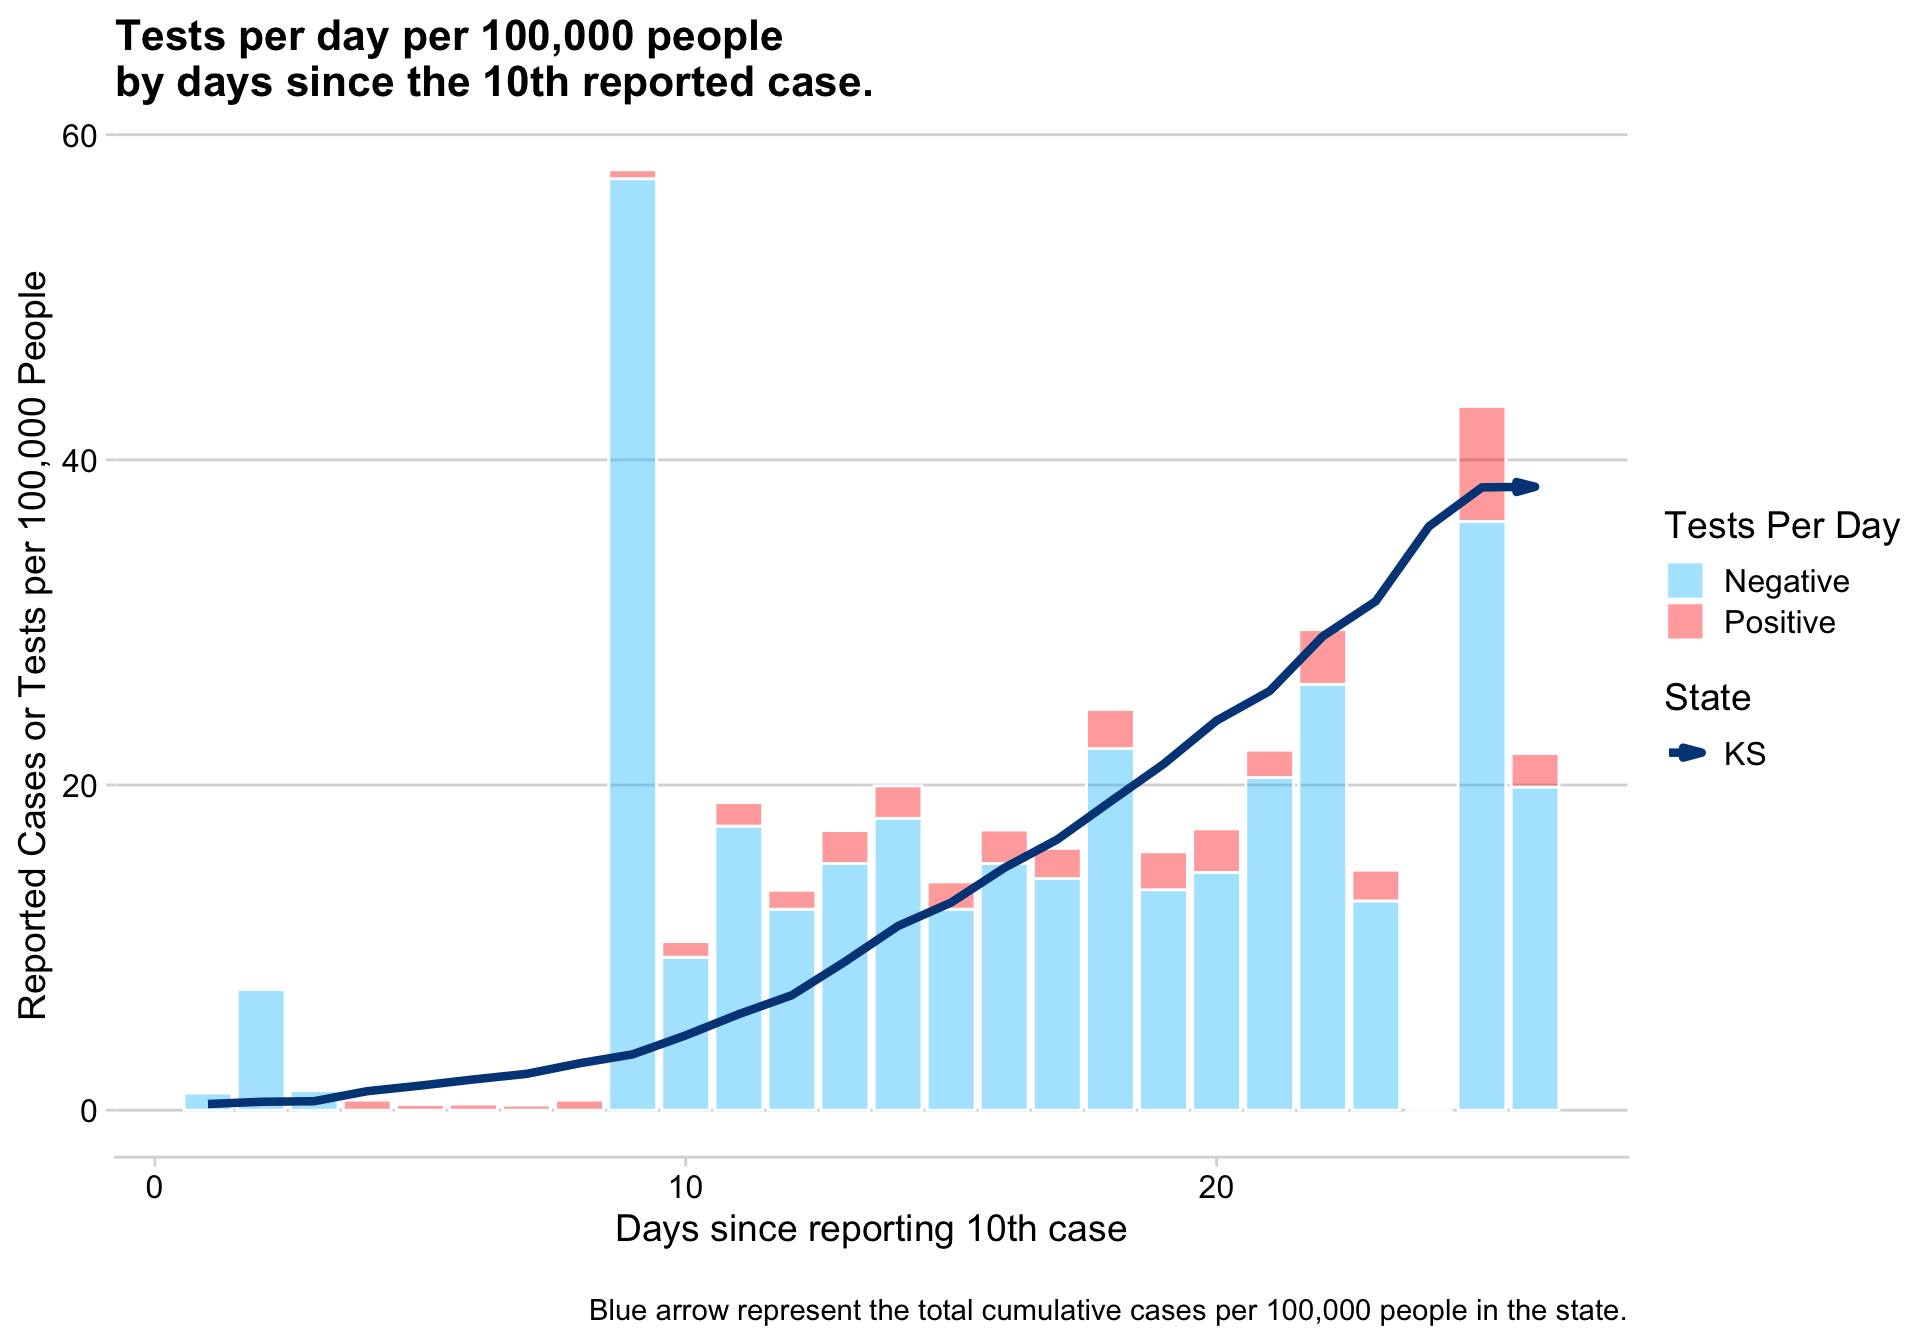 Tests per day per 100,000 people
by days since the 10th reported case.
Reported Cases or Tests per 100,000 People
60
40
20
0
0
10
20
Days since reporting 10th case
Tests Per Day
Negative
Positive
State
KS
Blue arrow represent the total cumulative cases per 100,000 people in the state.